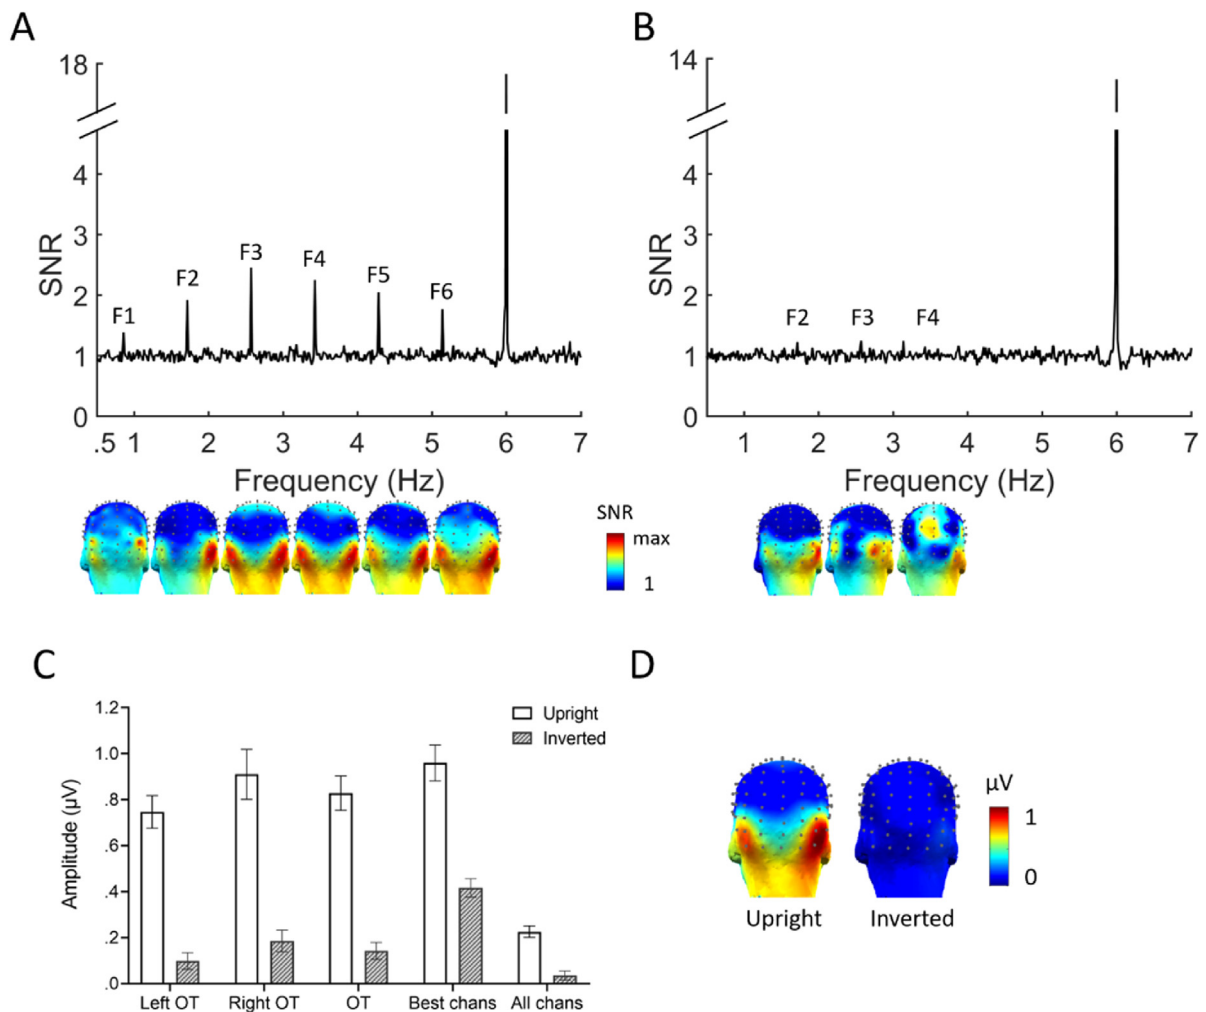 A
18
4
3
2
1
0
SNR
F1
F2
F3
F4
F5
F6
.5 1 2 3 4 5 6 7
Frequency (Hz)
B
14
4
3
2
1
0
SNR
F2
F3
F4
1 2 3 4 5 6 7
Frequency (Hz)
SNR
max
1
C
1.2
1.0
.8
.6
.4
.2
.0
Amplitude (µV)
Upright
Inverted
Left OT Right OT OT Best chans All chans
D
µV
1
0
Upright Inverted